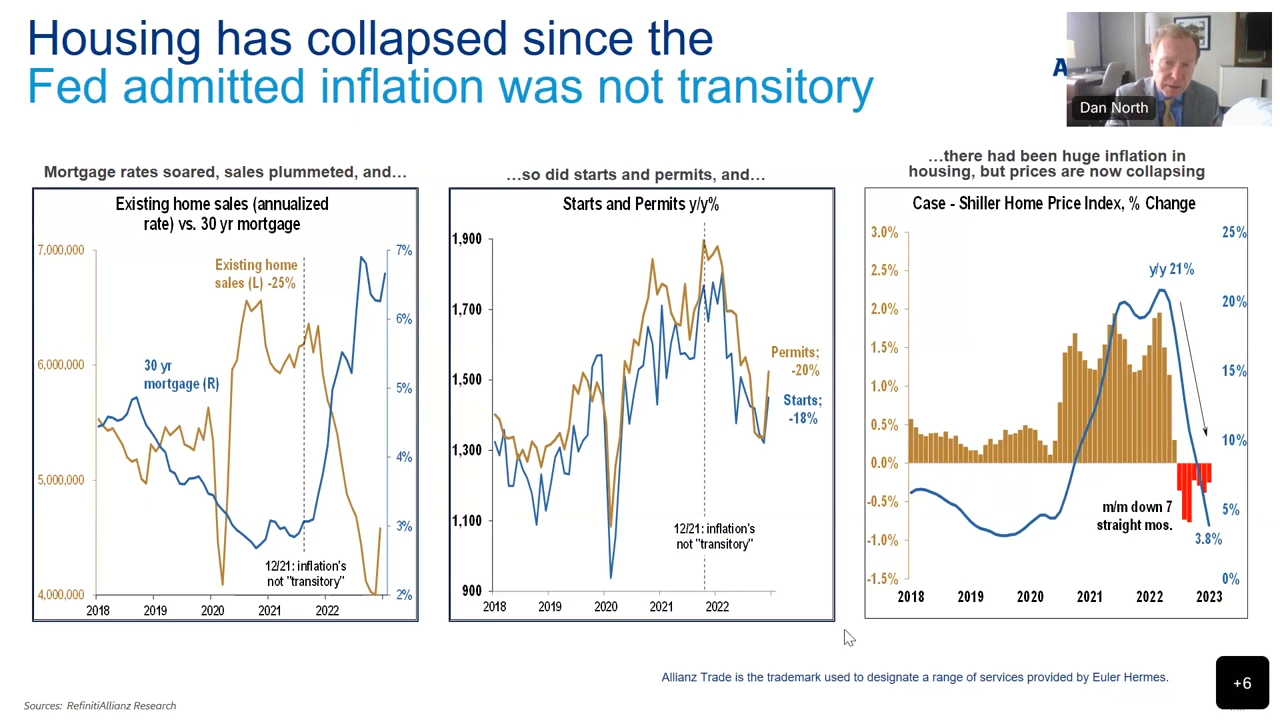 Housing has collapsed since the
Fed admitted inflation was not transitory
A
Dan North
Mortgage rates soared, sales plummeted, and…
Existing home sales (annualized
rate) vs. 30 yr mortgage
7,000,000
6,000,000
5,000,000
4,000,000
7%
6%
5%
4%
3%
2%
Existing home
sales (L) -25%
30 yr
mortgage (R)
12/21: inflation's
not "transitory"
2018 2019 2020 2021 2022
…so did starts and permits, and…
Starts and Permits y/y%
1,900
1,700
1,500
1,300
1,100
900
Permits;
-20%
Starts;
-18%
12/21: inflation's
not "transitory"
2018 2019 2020 2021 2022
…there had been huge inflation in
housing, but prices are now collapsing
Case - Shiller Home Price Index, % Change
3.0%
2.5%
2.0%
1.5%
1.0%
0.5%
0.0%
-0.5%
-1.0%
-1.5%
25%
20%
15%
10%
5%
0%
y/y 21%
m/m down 7
straight mos.
3.8%
2018 2019 2020 2021 2022 2023
Allianz Trade is the trademark used to designate a range of services provided by Euler Hermes.
+6
Sources: RefinitiAllianz Research